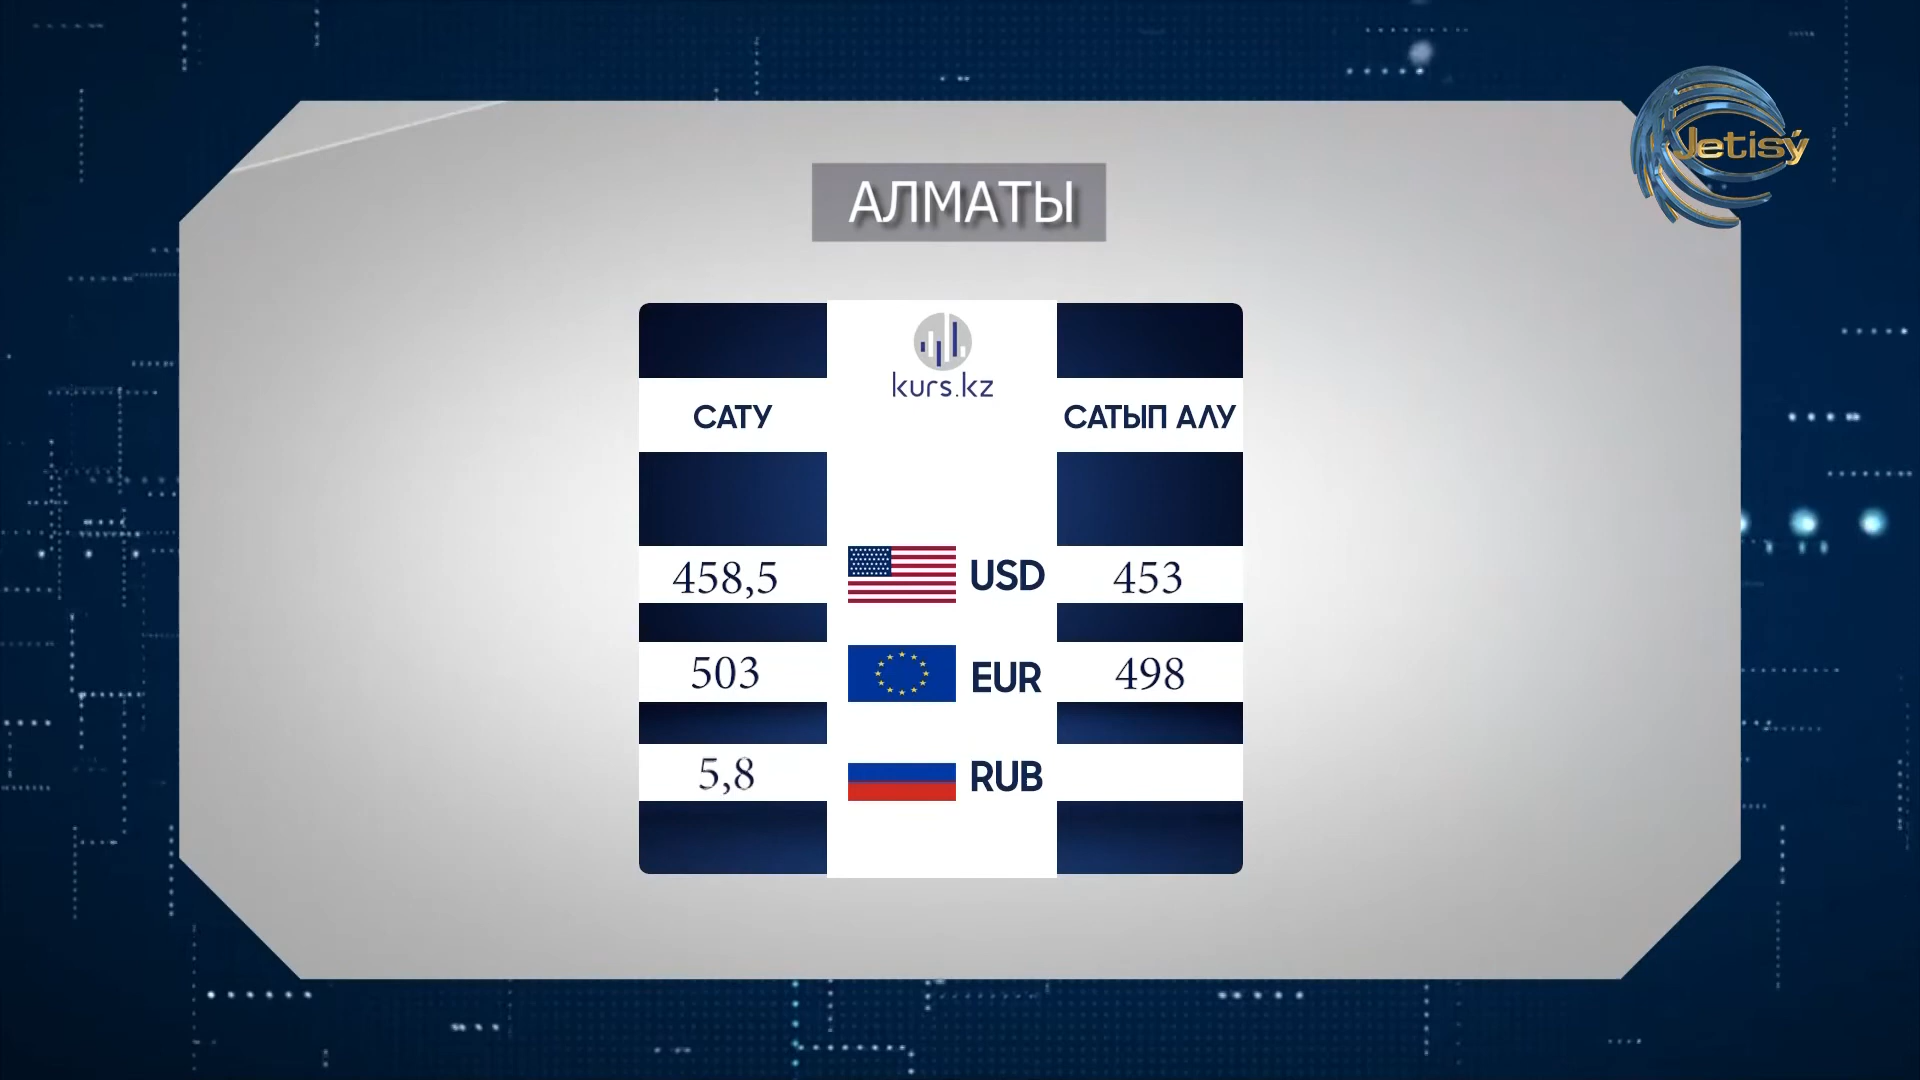 Jetisý
АЛМАТЫ
kurs.kz
САТУ
САТЫП АЛУ
458,5 USD 453
503 EUR 498
5,8 RUB